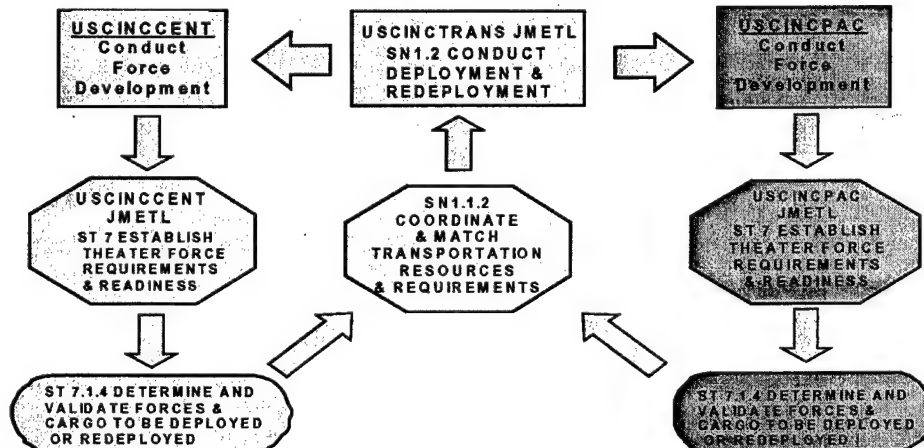 USCINCCENT
Conduct
Force
Development
USCINCTRANS JMETL
SN1.2 CONDUCT
DEPLOYMENT &
REDEPLOYMENT
USCINCPAC
Conduct
Force
Development
USCINCCENT
JMETL
ST 7 ESTABLISH
THEATER FORCE
REQUIREMENTS
& READINESS
SN1.1.2
COORDINATE
& MATCH
TRANSPORTATION
RESOURCES
& REQUIREMENTS
USCINCPAC
JMETL
ST 7 ESTABLISH
THEATER FORCE
REQUIREMENTS
& READINESS
ST 7.1.4 DETERMINE AND
VALIDATE FORCES &
CARGO TO BE DEPLOYED
OR REDEPLOYED
ST 7.1.4 DETERMINE AND
VALIDATE FORCES &
CARGO TO BE DEPLOYED
OR REDEPLOYED